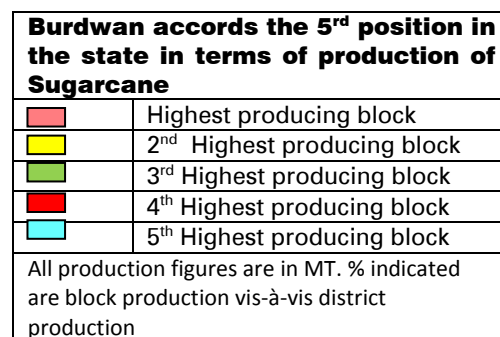 Burdwan accords the 5rd position in
the state in terms of production of
Sugarcane
Highest producing block
2nd Highest producing block
3rd Highest producing block
4th Highest producing block
5th Highest producing block
All production figures are in MT. % indicated
are block production vis-à-vis district
production